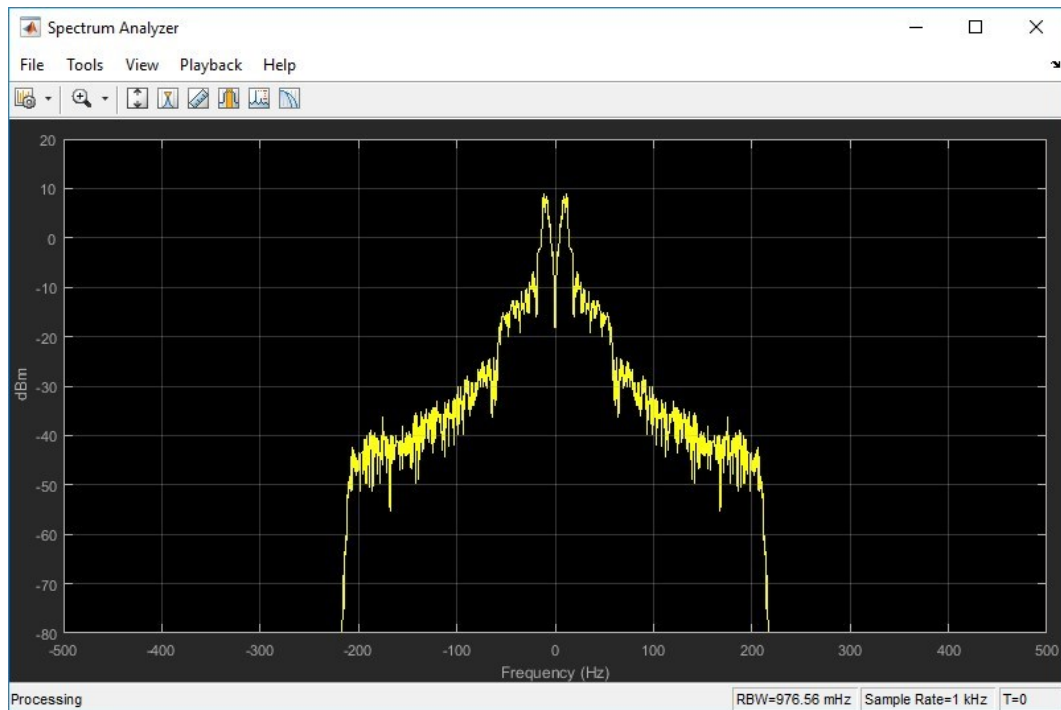 Spectrum Analyzer
File Tools View Playback Help
20
10
0
-10
-20
-30
-40
-50
-60
-70
-80
dBm
-500 -400 -300 -200 -100 0 100 200 300 400 500
Frequency (Hz)
Processing RBW=976.56 mHz Sample Rate=1 kHz T=0